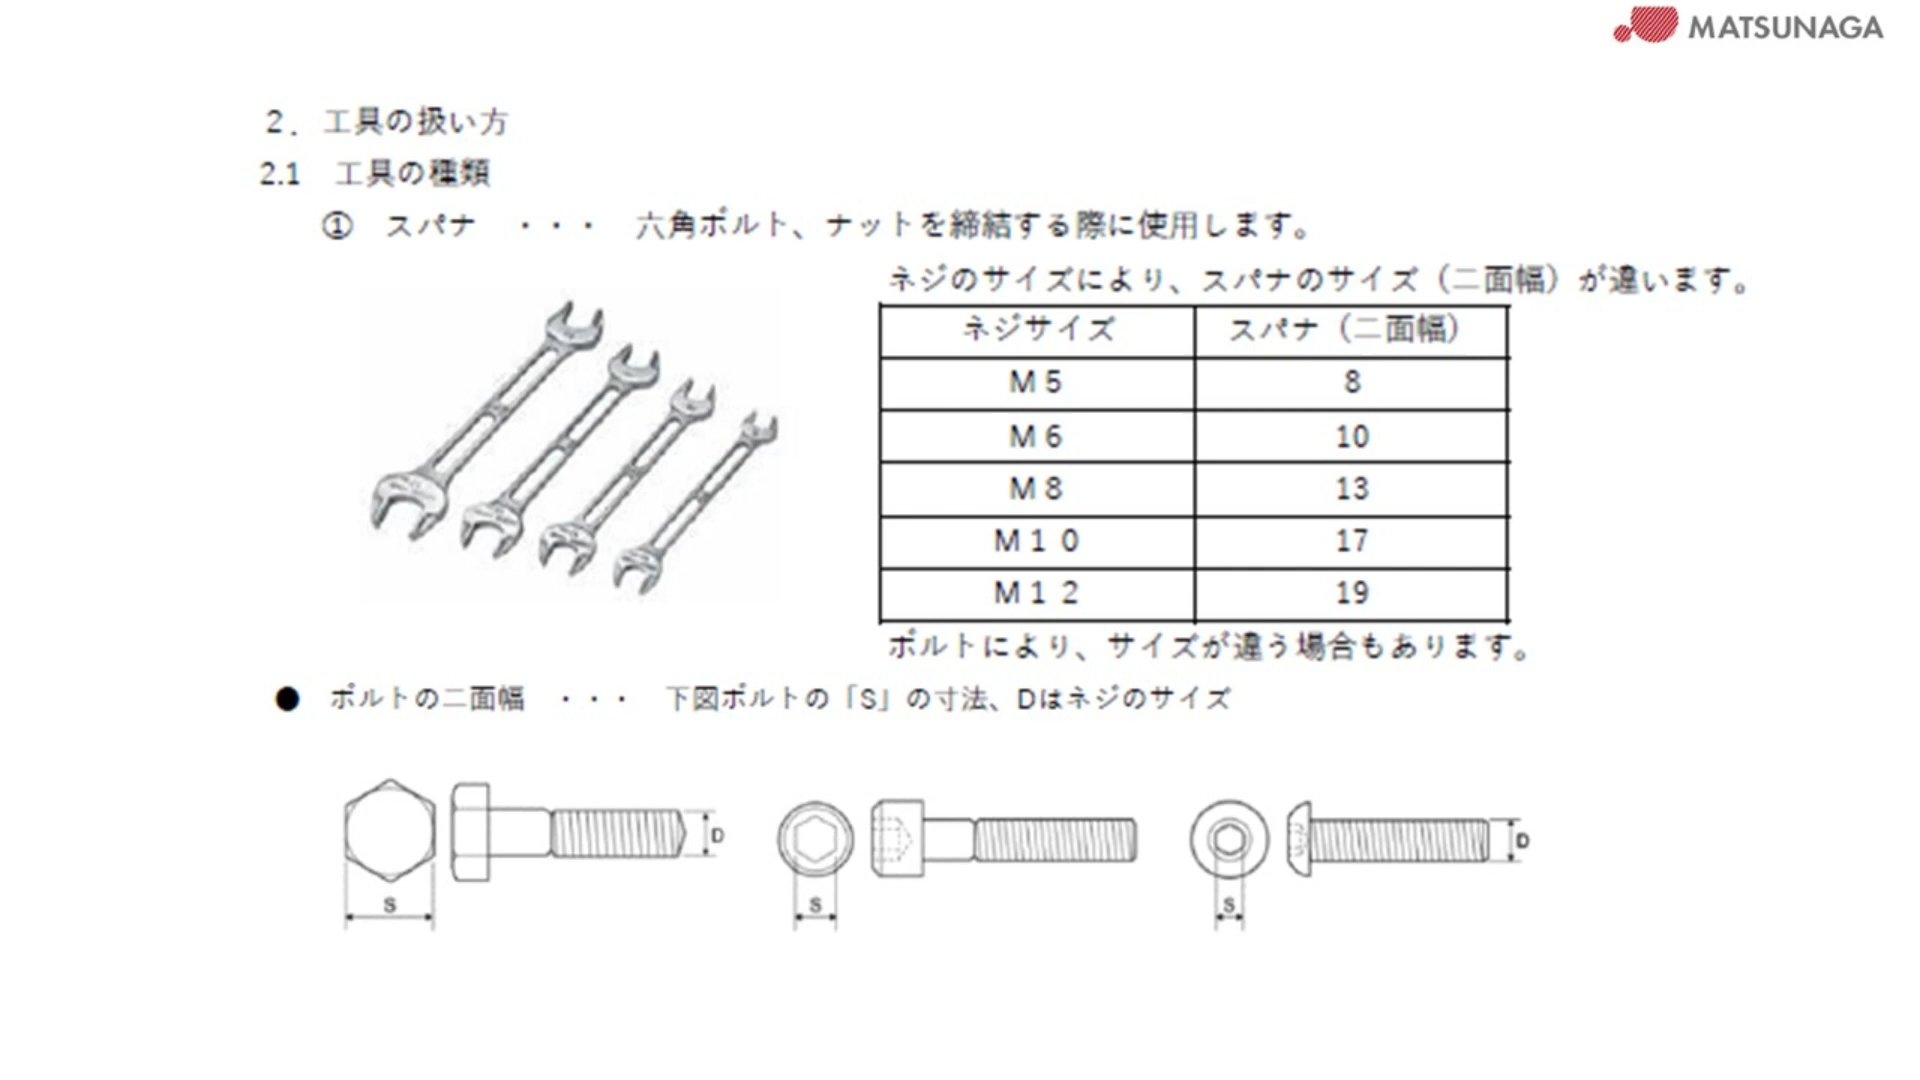 MATSUNAGA
２．工具の扱い方
2.1　工具の種類
①　スパナ　・・・　六角ボルト、ナットを締結する際に使用します。
ネジのサイズにより、スパナのサイズ（二面幅）が違います。
ネジサイズ　スパナ（二面幅）
Ｍ５　8
Ｍ６　10
Ｍ８　13
Ｍ１０　17
Ｍ１２　19
ボルトにより、サイズが違う場合もあります。
●　ボルトの二面幅　・・・　下図ボルトの「S」の寸法、Dはネジのサイズ
D
D
S
S
S